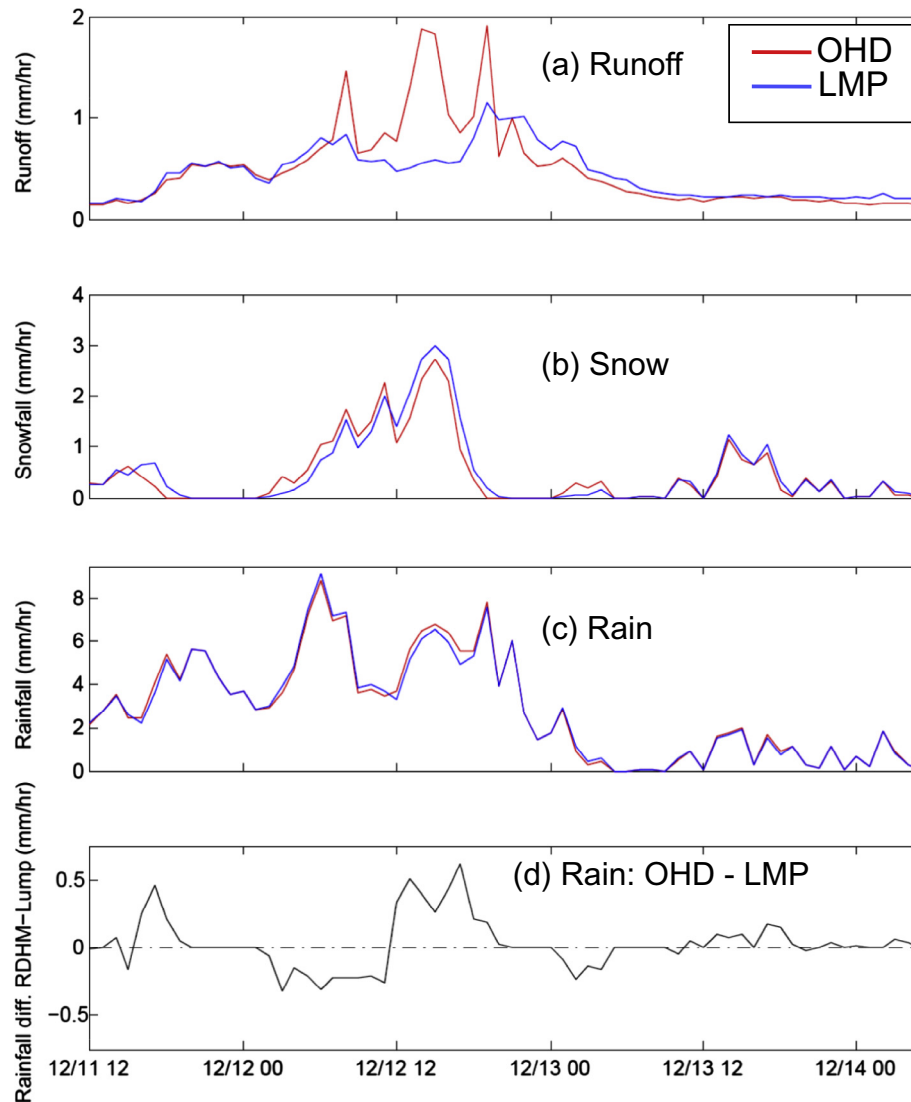 2
1
0
Runoff (mm/hr)
(a) Runoff
OHD
LMP
4
3
2
1
0
Snowfall (mm/hr)
(b) Snow
8
6
4
2
0
Rainfall (mm/hr)
(c) Rain
0.5
0
−0.5
Rainfall diff. RDHM−Lump (mm/hr)
(d) Rain: OHD - LMP
12/11 12
12/12 00
12/12 12
12/13 00
12/13 12
12/14 00